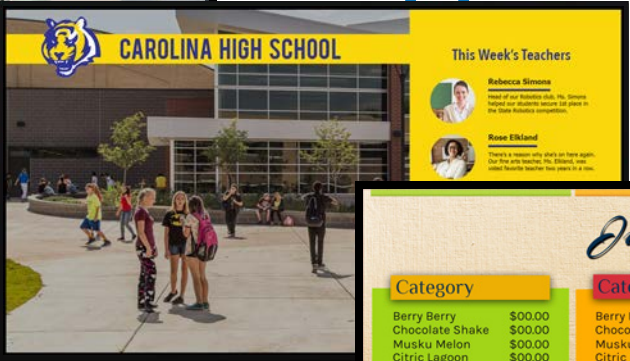 CAROLINA HIGH SCHOOL
This Week's Teachers
Rebecca Simons
Head of our Robotics club, Ms. Simons
helped our students secure 1st place in
the State Robotics competition.
Rose Elkland
There's a reason why she's on here again.
Our fine arts teacher, Ms. Elkland, was
voted favorite teacher two years in a row.
Category
Berry Berry $00.00
Chocolate Shake $00.00
Musku Melon $00.00
Citric Lagoon $00.00
Berry
Musku
Citric